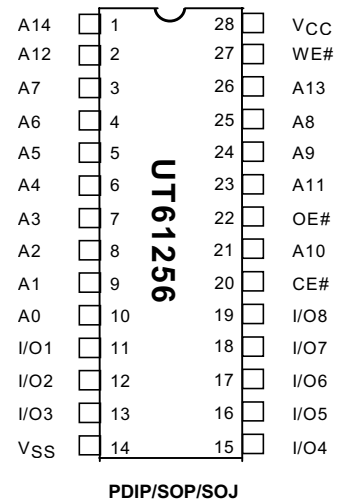 A14 1 28 VCC
A12 2 27 WE#
A7 3 26 A13
A6 4 25 A8
A5 5 24 A9
A4 6 23 A11
A3 7 22 OE#
A2 8 21 A10
A1 9 20 CE#
A0 10 19 I/O8
I/O1 11 18 I/O7
I/O2 12 17 I/O6
I/O3 13 16 I/O5
VSS 14 15 I/O4
UT61256
PDIP/SOP/SOJ